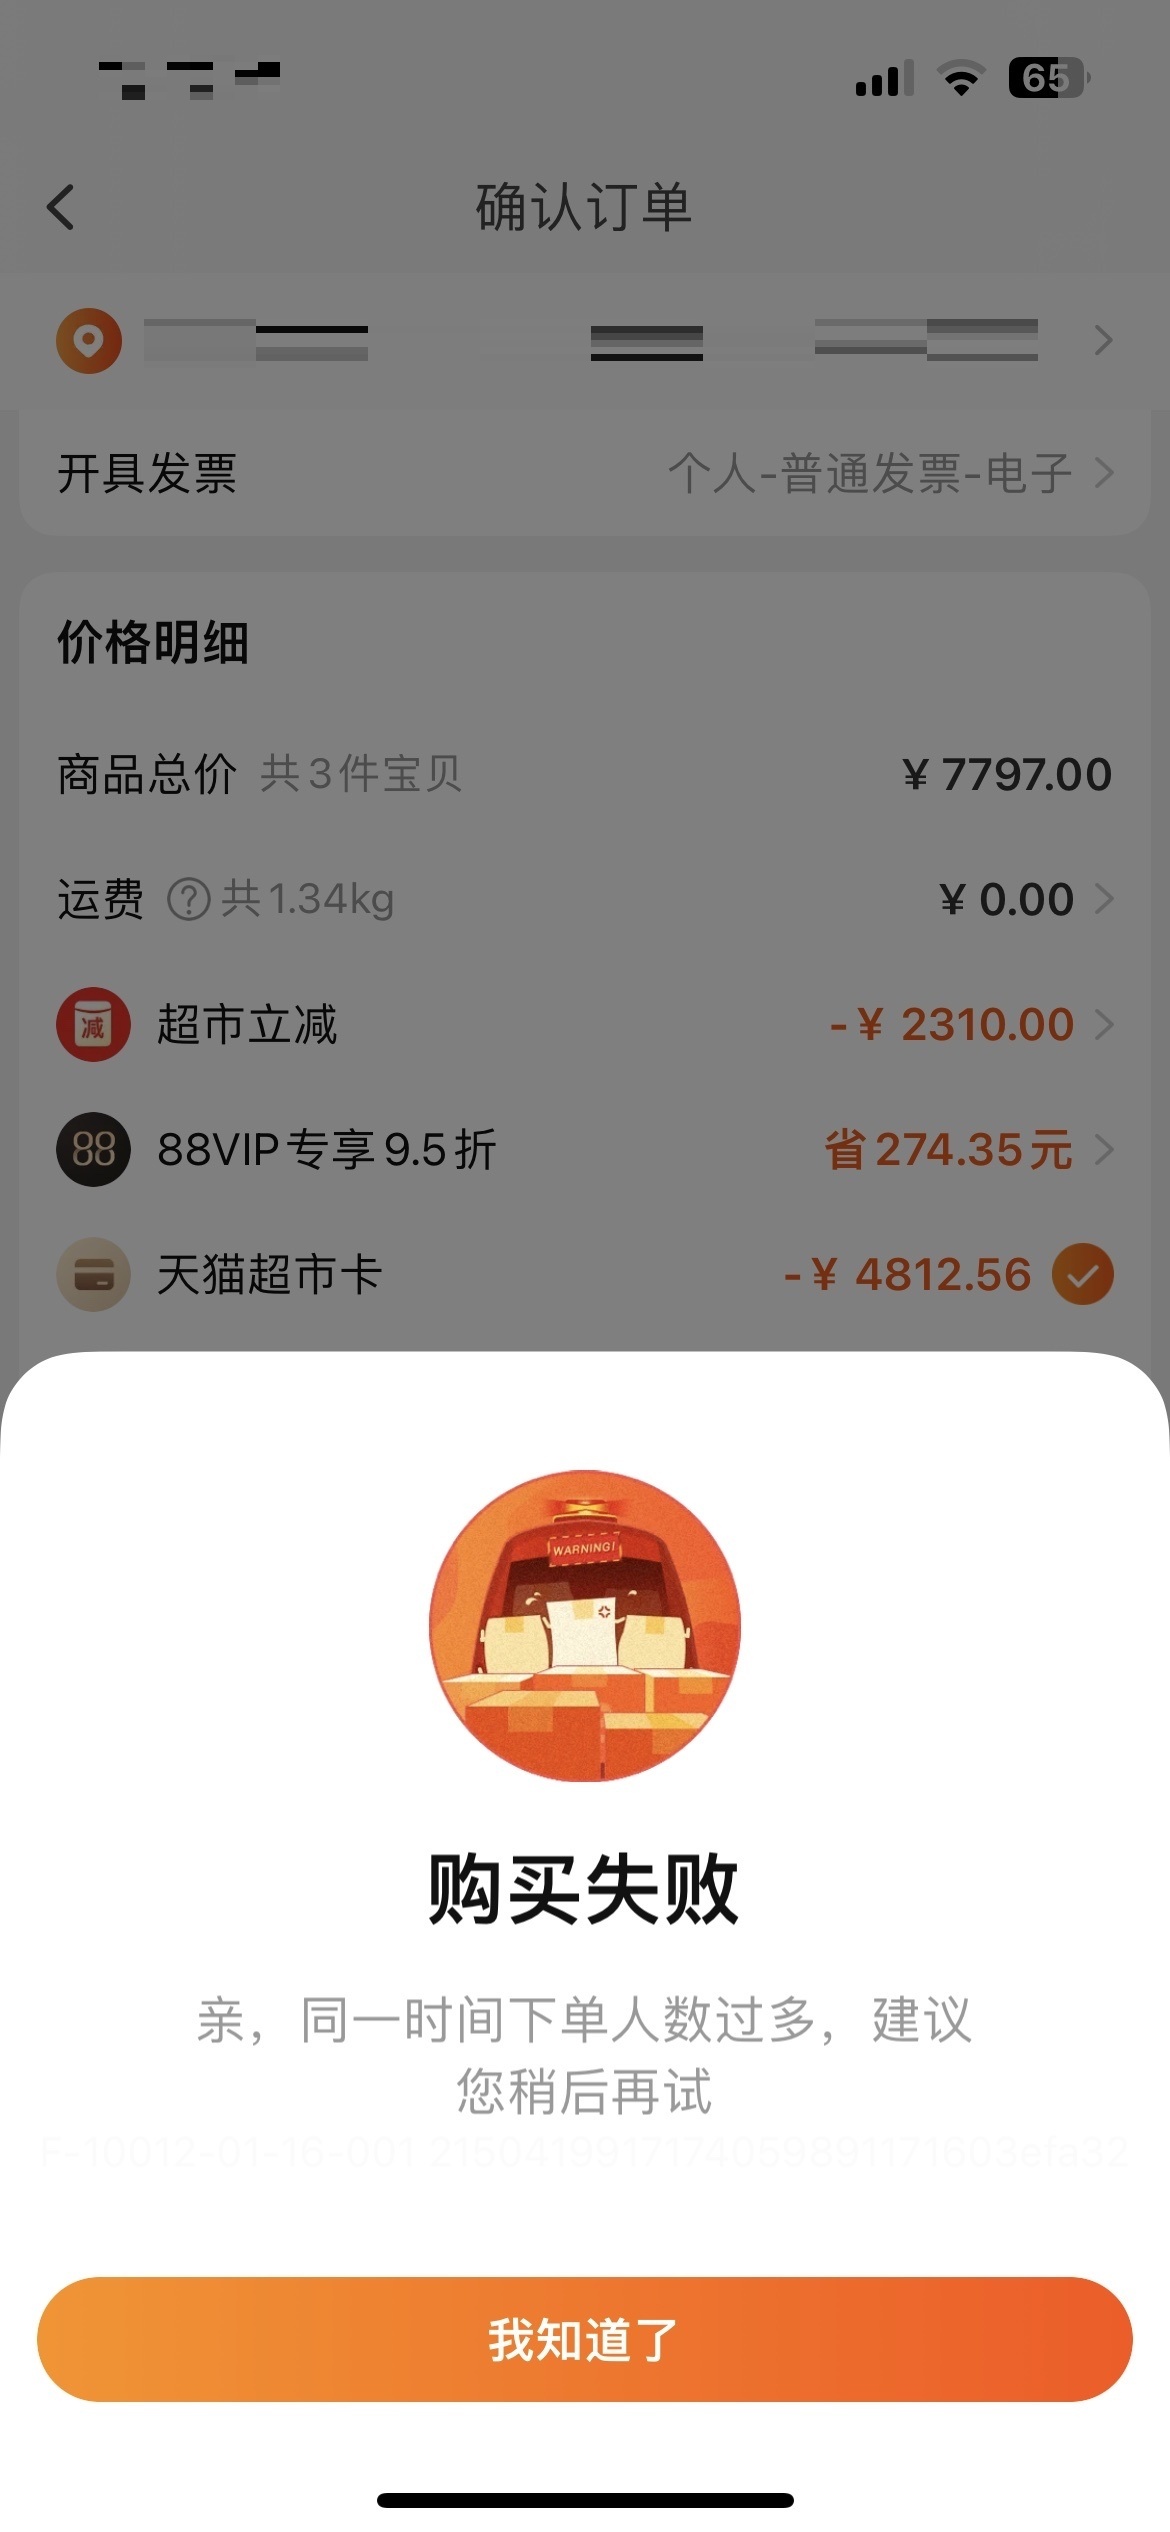 65
确认订单
开具发票 个人-普通发票-电子
价格明细
商品总价 共3件宝贝 ¥ 7797.00
运费 ? 共1.34kg ¥ 0.00
减 超市立减 -¥ 2310.00
88 88VIP专享9.5折 省274.35元
天猫超市卡 -¥ 4812.56
WARNING!
购买失败
亲，同一时间下单人数过多，建议
您稍后再试
我知道了